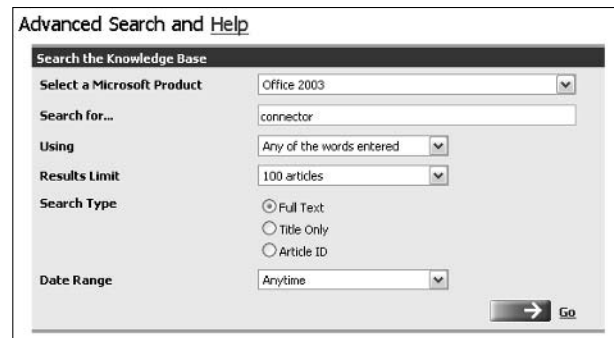 Advanced Search and Help
Search the Knowledge Base
Select a Microsoft Product Office 2003
Search for... connector
Using Any of the words entered
Results Limit 100 articles
Search Type Full Text
Title Only
Article ID
Date Range Anytime
Go